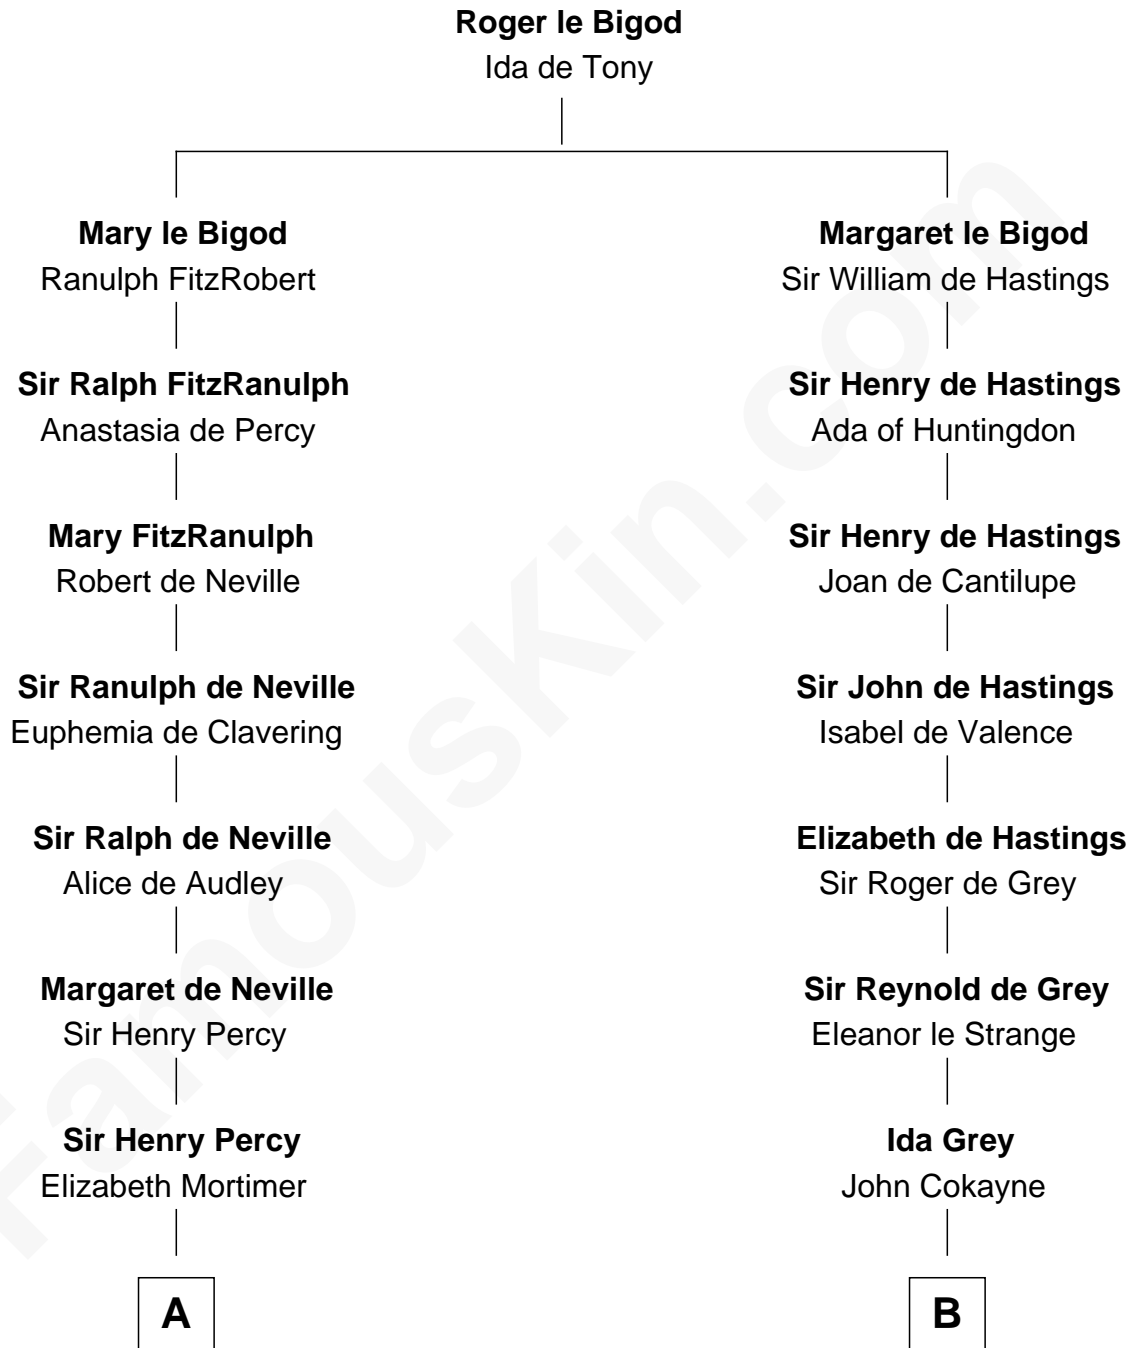 Roger le Bigod
Ida de Tony
Mary le Bigod
Ranulph FitzRobert
Margaret le Bigod
Sir William de Hastings
Sir Ralph FitzRanulph
Anastasia de Percy
Sir Henry de Hastings
Ada of Huntingdon
Mary FitzRanulph
Robert de Neville
Sir Henry de Hastings
Joan de Cantilupe
Sir Ranulph de Neville
Euphemia de Clavering
Sir John de Hastings
Isabel de Valence
Sir Ralph de Neville
Alice de Audley
Elizabeth de Hastings
Sir Roger de Grey
Margaret de Neville
Sir Henry Percy
Sir Reynold de Grey
Eleanor le Strange
Sir Henry Percy
Elizabeth Mortimer
Ida Grey
John Cokayne
A
B
FamousKin.com